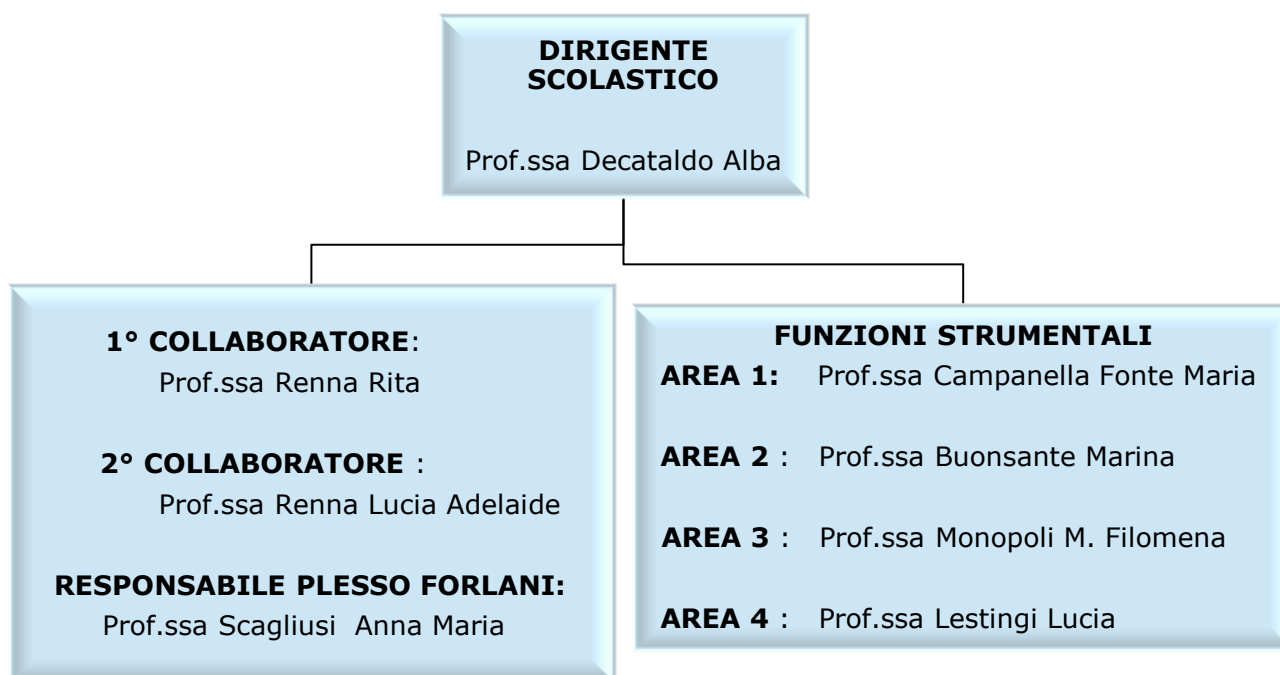 DIRIGENTE
SCOLASTICO
Prof.ssa Decataldo Alba
1° COLLABORATORE:
Prof.ssa Renna Rita
2° COLLABORATORE :
Prof.ssa Renna Lucia Adelaide
RESPONSABILE PLESSO FORLANI:
Prof.ssa Scagliusi Anna Maria
FUNZIONI STRUMENTALI
AREA 1: Prof.ssa Campanella Fonte Maria
AREA 2 : Prof.ssa Buonsante Marina
AREA 3 : Prof.ssa Monopoli M. Filomena
AREA 4 : Prof.ssa Lestingi Lucia